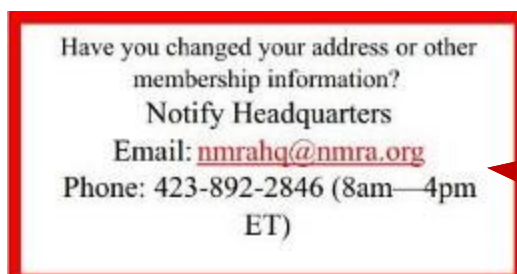 Have you changed your address or other
membership information?
Notify Headquarters
Email: nmrahq@nmra.org
Phone: 423-892-2846 (8am—4pm
ET)